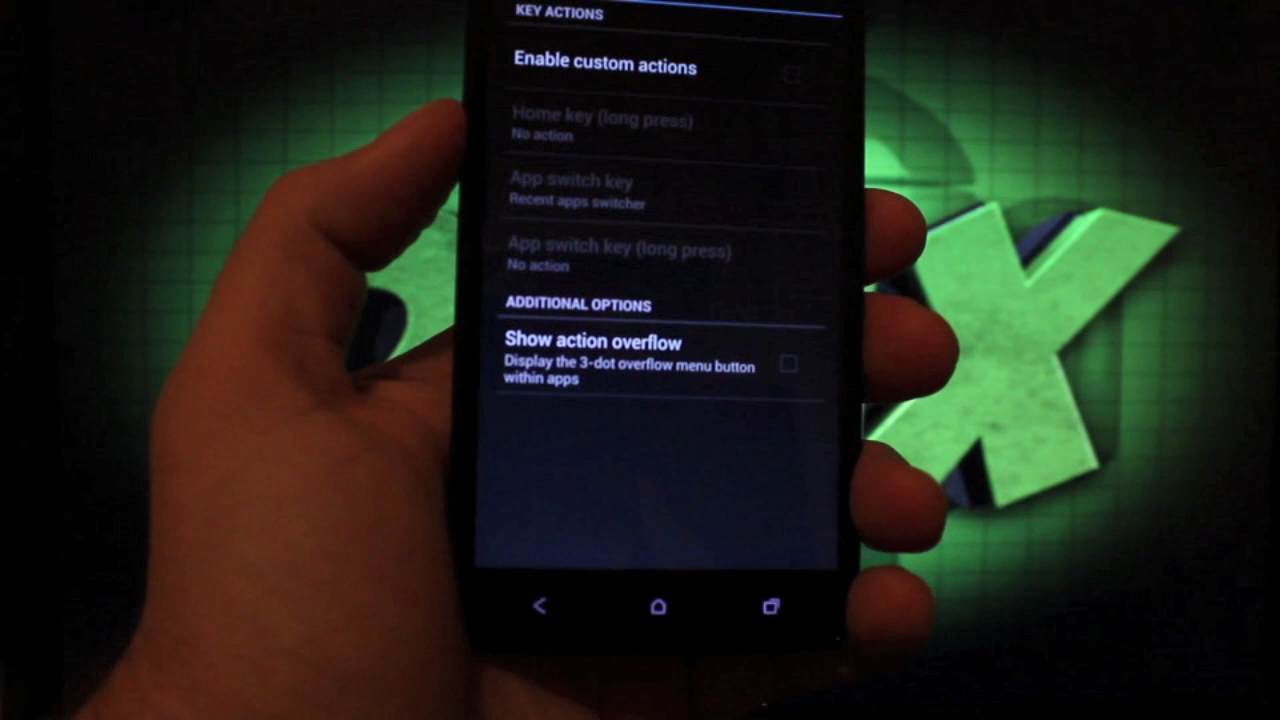 KEY ACTIONS
Enable custom actions
Home key (long press)
No action
App switch key
Recent apps switcher
App switch key (long press)
No action
ADDITIONAL OPTIONS
Show action overflow
Display the 3-dot overflow menu button
within apps
X